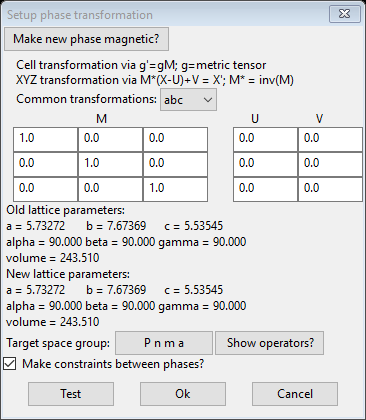 Setup phase transformation
Make new phase magnetic?
Cell transformation via g'=gM; g=metric tensor
XYZ transformation via M*(X-U)+V = X'; M* = inv(M)
Common transformations: abc
M U V
1.0 0.0 0.0 0.0 0.0
0.0 1.0 0.0 0.0 0.0
0.0 0.0 1.0 0.0 0.0
Old lattice parameters:
a = 5.73272 b = 7.67369 c = 5.53545
alpha = 90.000 beta = 90.000 gamma = 90.000
volume = 243.510
New lattice parameters:
a = 5.73272 b = 7.67369 c = 5.53545
alpha = 90.000 beta = 90.000 gamma = 90.000
volume = 243.510
Target space group: P n m a Show operators?
Make constraints between phases?
Test Ok Cancel